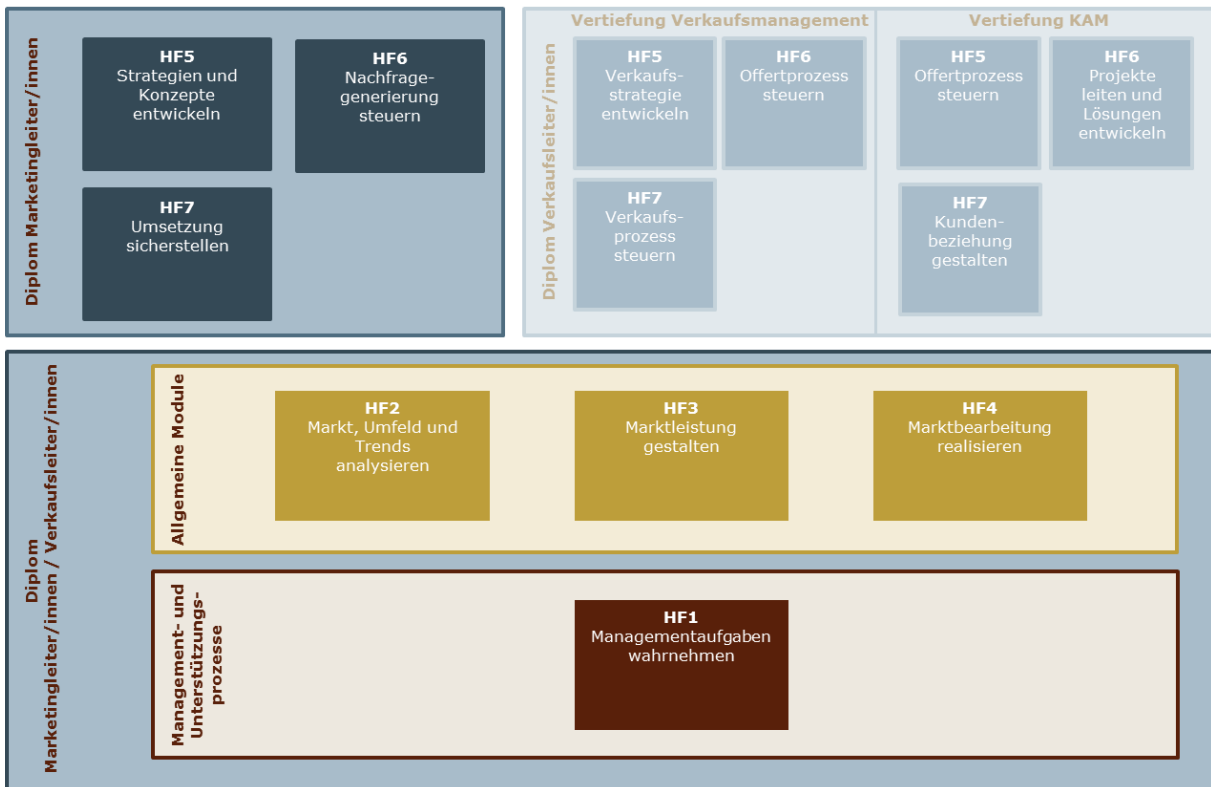 Diplom Marketingleiter/innen
HF5
Strategien und
Konzepte
entwickeln
HF6
Nachfrage-
generierung
steuern
HF7
Umsetzung
sicherstellen
Diplom Verkaufsleiter/innen
Vertiefung Verkaufsmanagement
HF5
Verkaufs-
strategie
entwickeln
HF6
Offertprozess
steuern
HF7
Verkaufs-
prozess
steuern
Vertiefung KAM
HF5
Offertprozess
steuern
HF6
Projekte
leiten und
Lösungen
entwickeln
HF7
Kunden-
beziehung
gestalten
Diplom
Marketingleiter/innen / Verkaufsleiter/innen
Allgemeine Module
HF2
Markt, Umfeld und
Trends
analysieren
HF3
Marktleistung
gestalten
HF4
Marktbearbeitung
realisieren
Management- und
Unterstützungs-
prozesse
HF1
Managementaufgaben
wahrnehmen